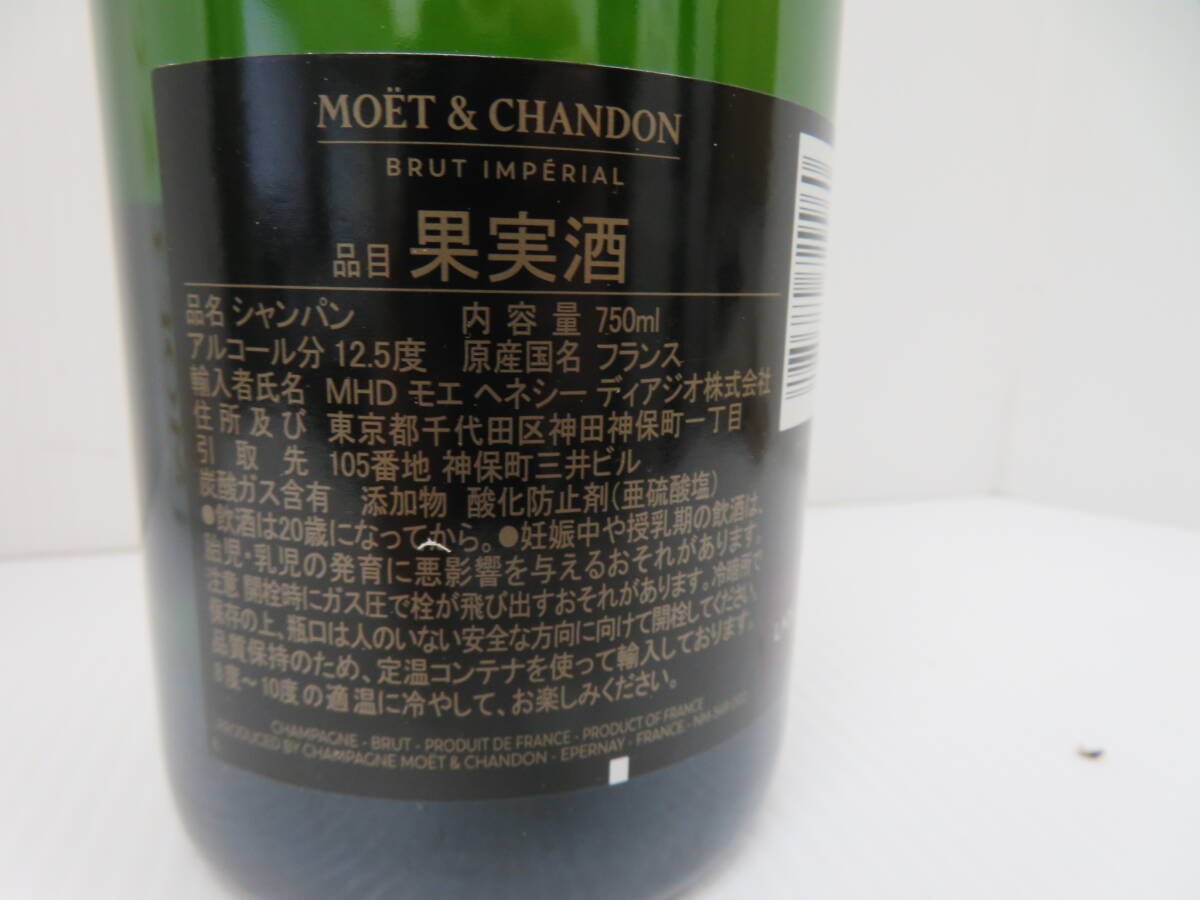 MOËT & CHANDON
BRUT IMPÉRIAL
品目 果実酒
品名 シャンパン 内容量 750ml
アルコール分 12.5度 原産国名 フランス
輸入者氏名 MHD モエ ヘネシー ディアジオ株式会社
住所及び 東京都千代田区神田神保町一丁目
引取先 105番地 神保町三井ビル
炭酸ガス含有 添加物 酸化防止剤(亜硫酸塩)
●飲酒は20歳になってから。●妊娠中や授乳期の飲酒は、
胎児・乳児の発育に悪影響を与えるおそれがあります。
注意 開栓時にガス圧で栓が飛び出すおそれがあります。冷暗所で
保存の上、瓶口は人のいない安全な方向に向けて開栓してください。
品質保持のため、定温コンテナを使って輸入しております。
8度〜10度の適温に冷やして、お楽しみください。
CHAMPAGNE - BRUT - PRODUIT DE FRANCE - PRODUCT OF FRANCE
PRODUCED BY CHAMPAGNE MOËT & CHANDON - EPERNAY - FRANCE -